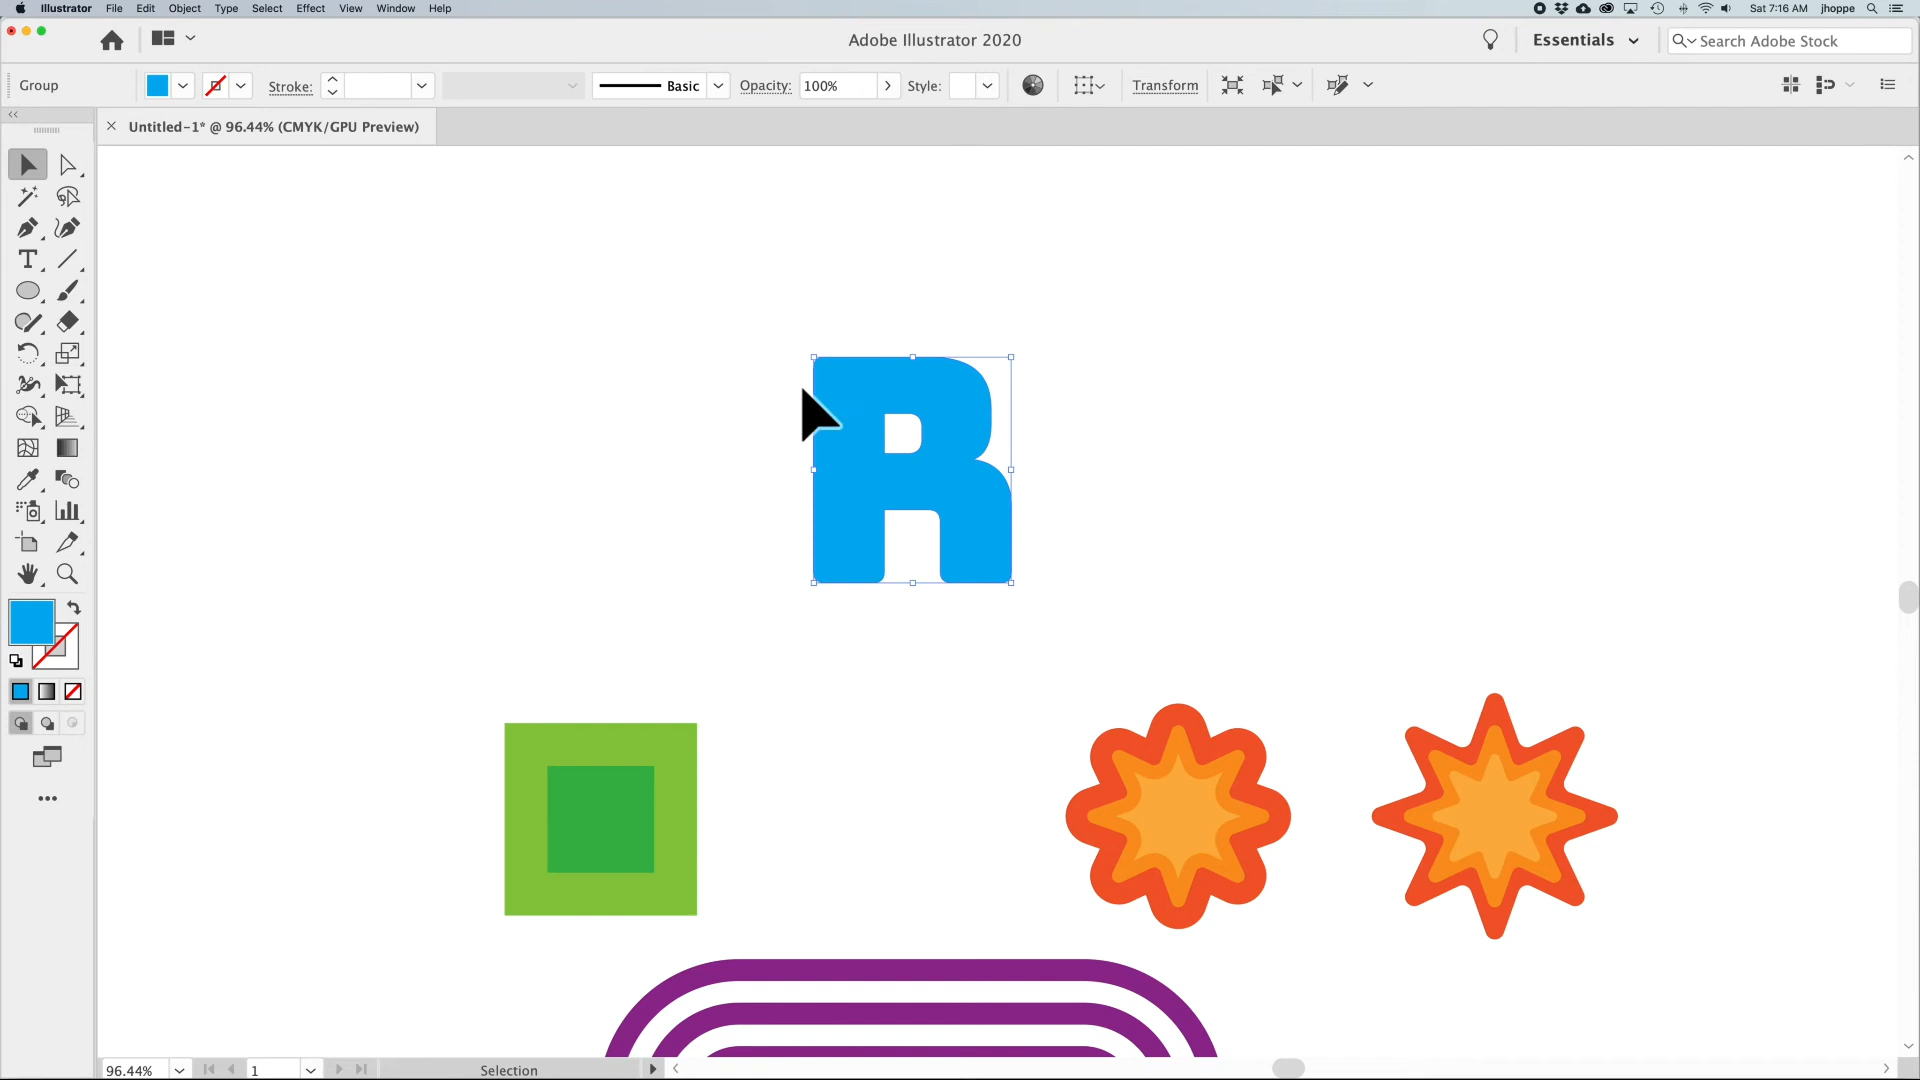 Illustrator File Edit Object Type Select Effect View Window Help Sat 7:16 AM jhoppe
Adobe Illustrator 2020 Essentials Search Adobe Stock
Group Stroke: Basic Opacity: 100% Style: Transform
Untitled-1* @ 96.44% (CMYK/GPU Preview)
R
96.44% 1 Selection